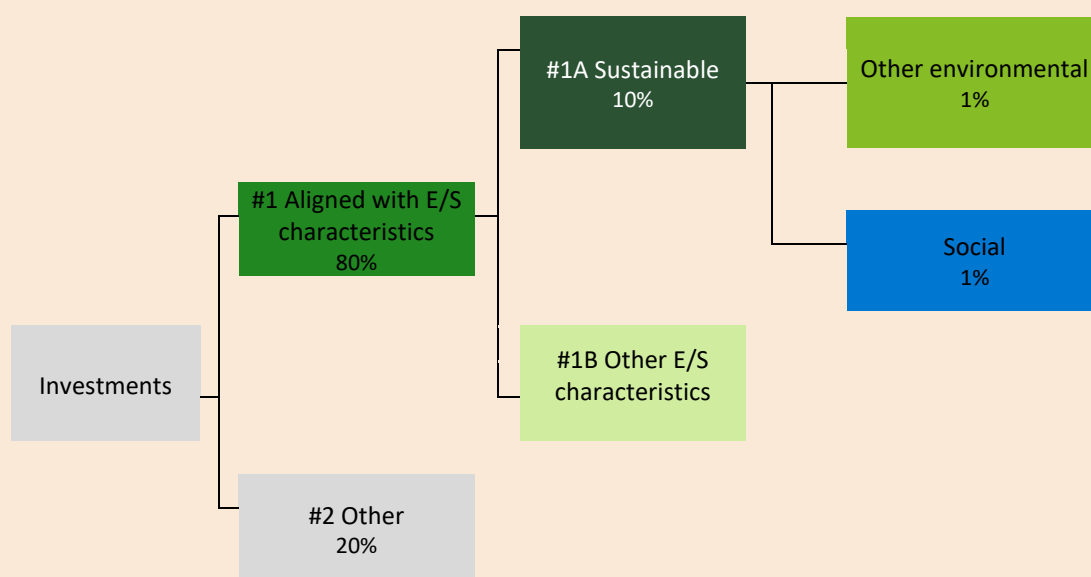 #1A Sustainable
10%
Other environmental
1%
#1 Aligned with E/S
characteristics
80%
Social
1%
Investments
#1B Other E/S
characteristics
#2 Other
20%